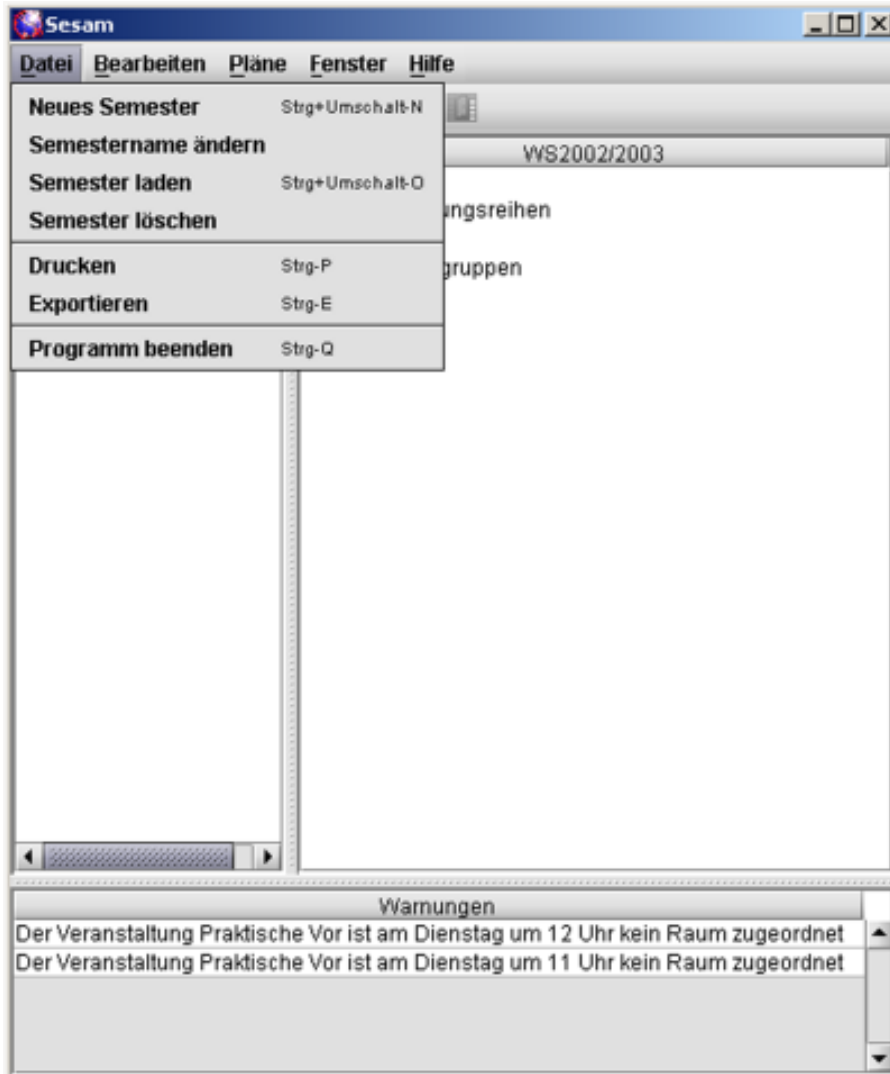 Sesam
Datei Bearbeiten Pläne Fenster Hilfe
Neues Semester Strg+Umschalt-N
Semestername ändern
Semester laden Strg+Umschalt-O
Semester löschen
Drucken Strg-P
Exportieren Strg-E
Programm beenden Strg-Q
WS2002/2003
ungsreihen
gruppen
Warnungen
Der Veranstaltung Praktische Vor ist am Dienstag um 12 Uhr kein Raum zugeordnet
Der Veranstaltung Praktische Vor ist am Dienstag um 11 Uhr kein Raum zugeordnet